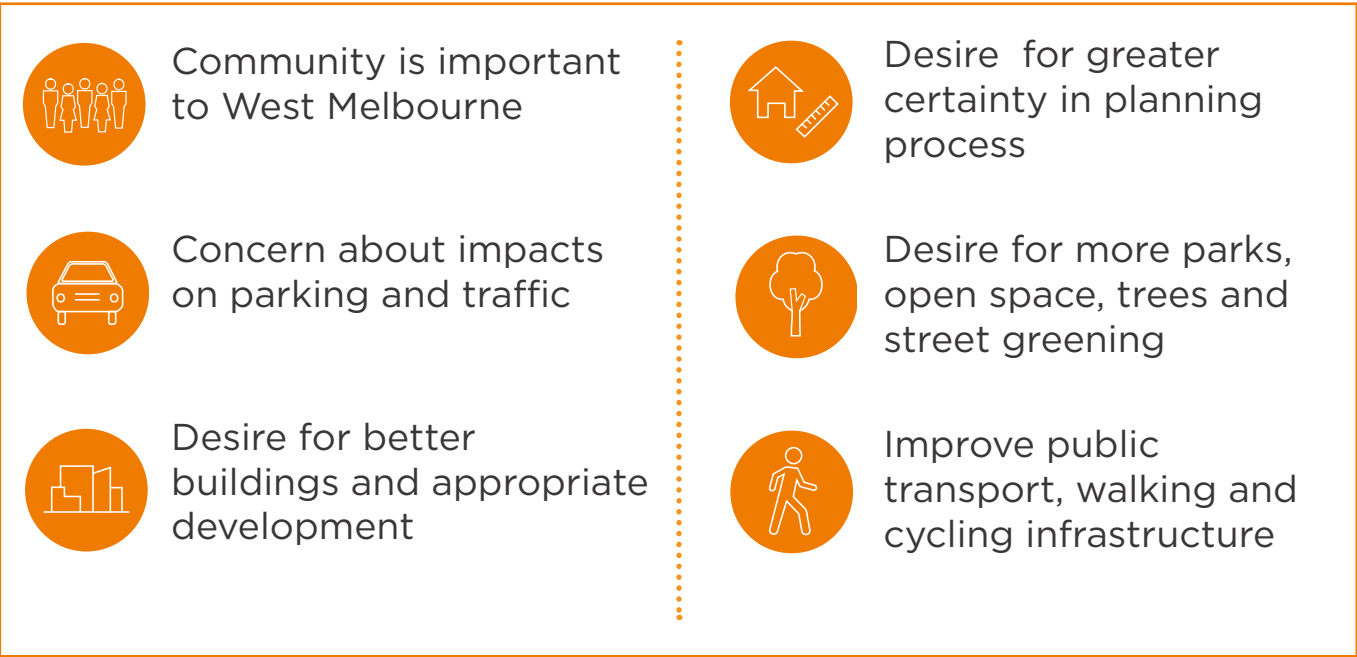 Community is important
to West Melbourne
Concern about impacts
on parking and traffic
Desire for better
buildings and appropriate
development
Desire  for greater
certainty in planning
process
Desire for more parks,
open space, trees and
street greening
Improve public
transport, walking and
cycling infrastructure